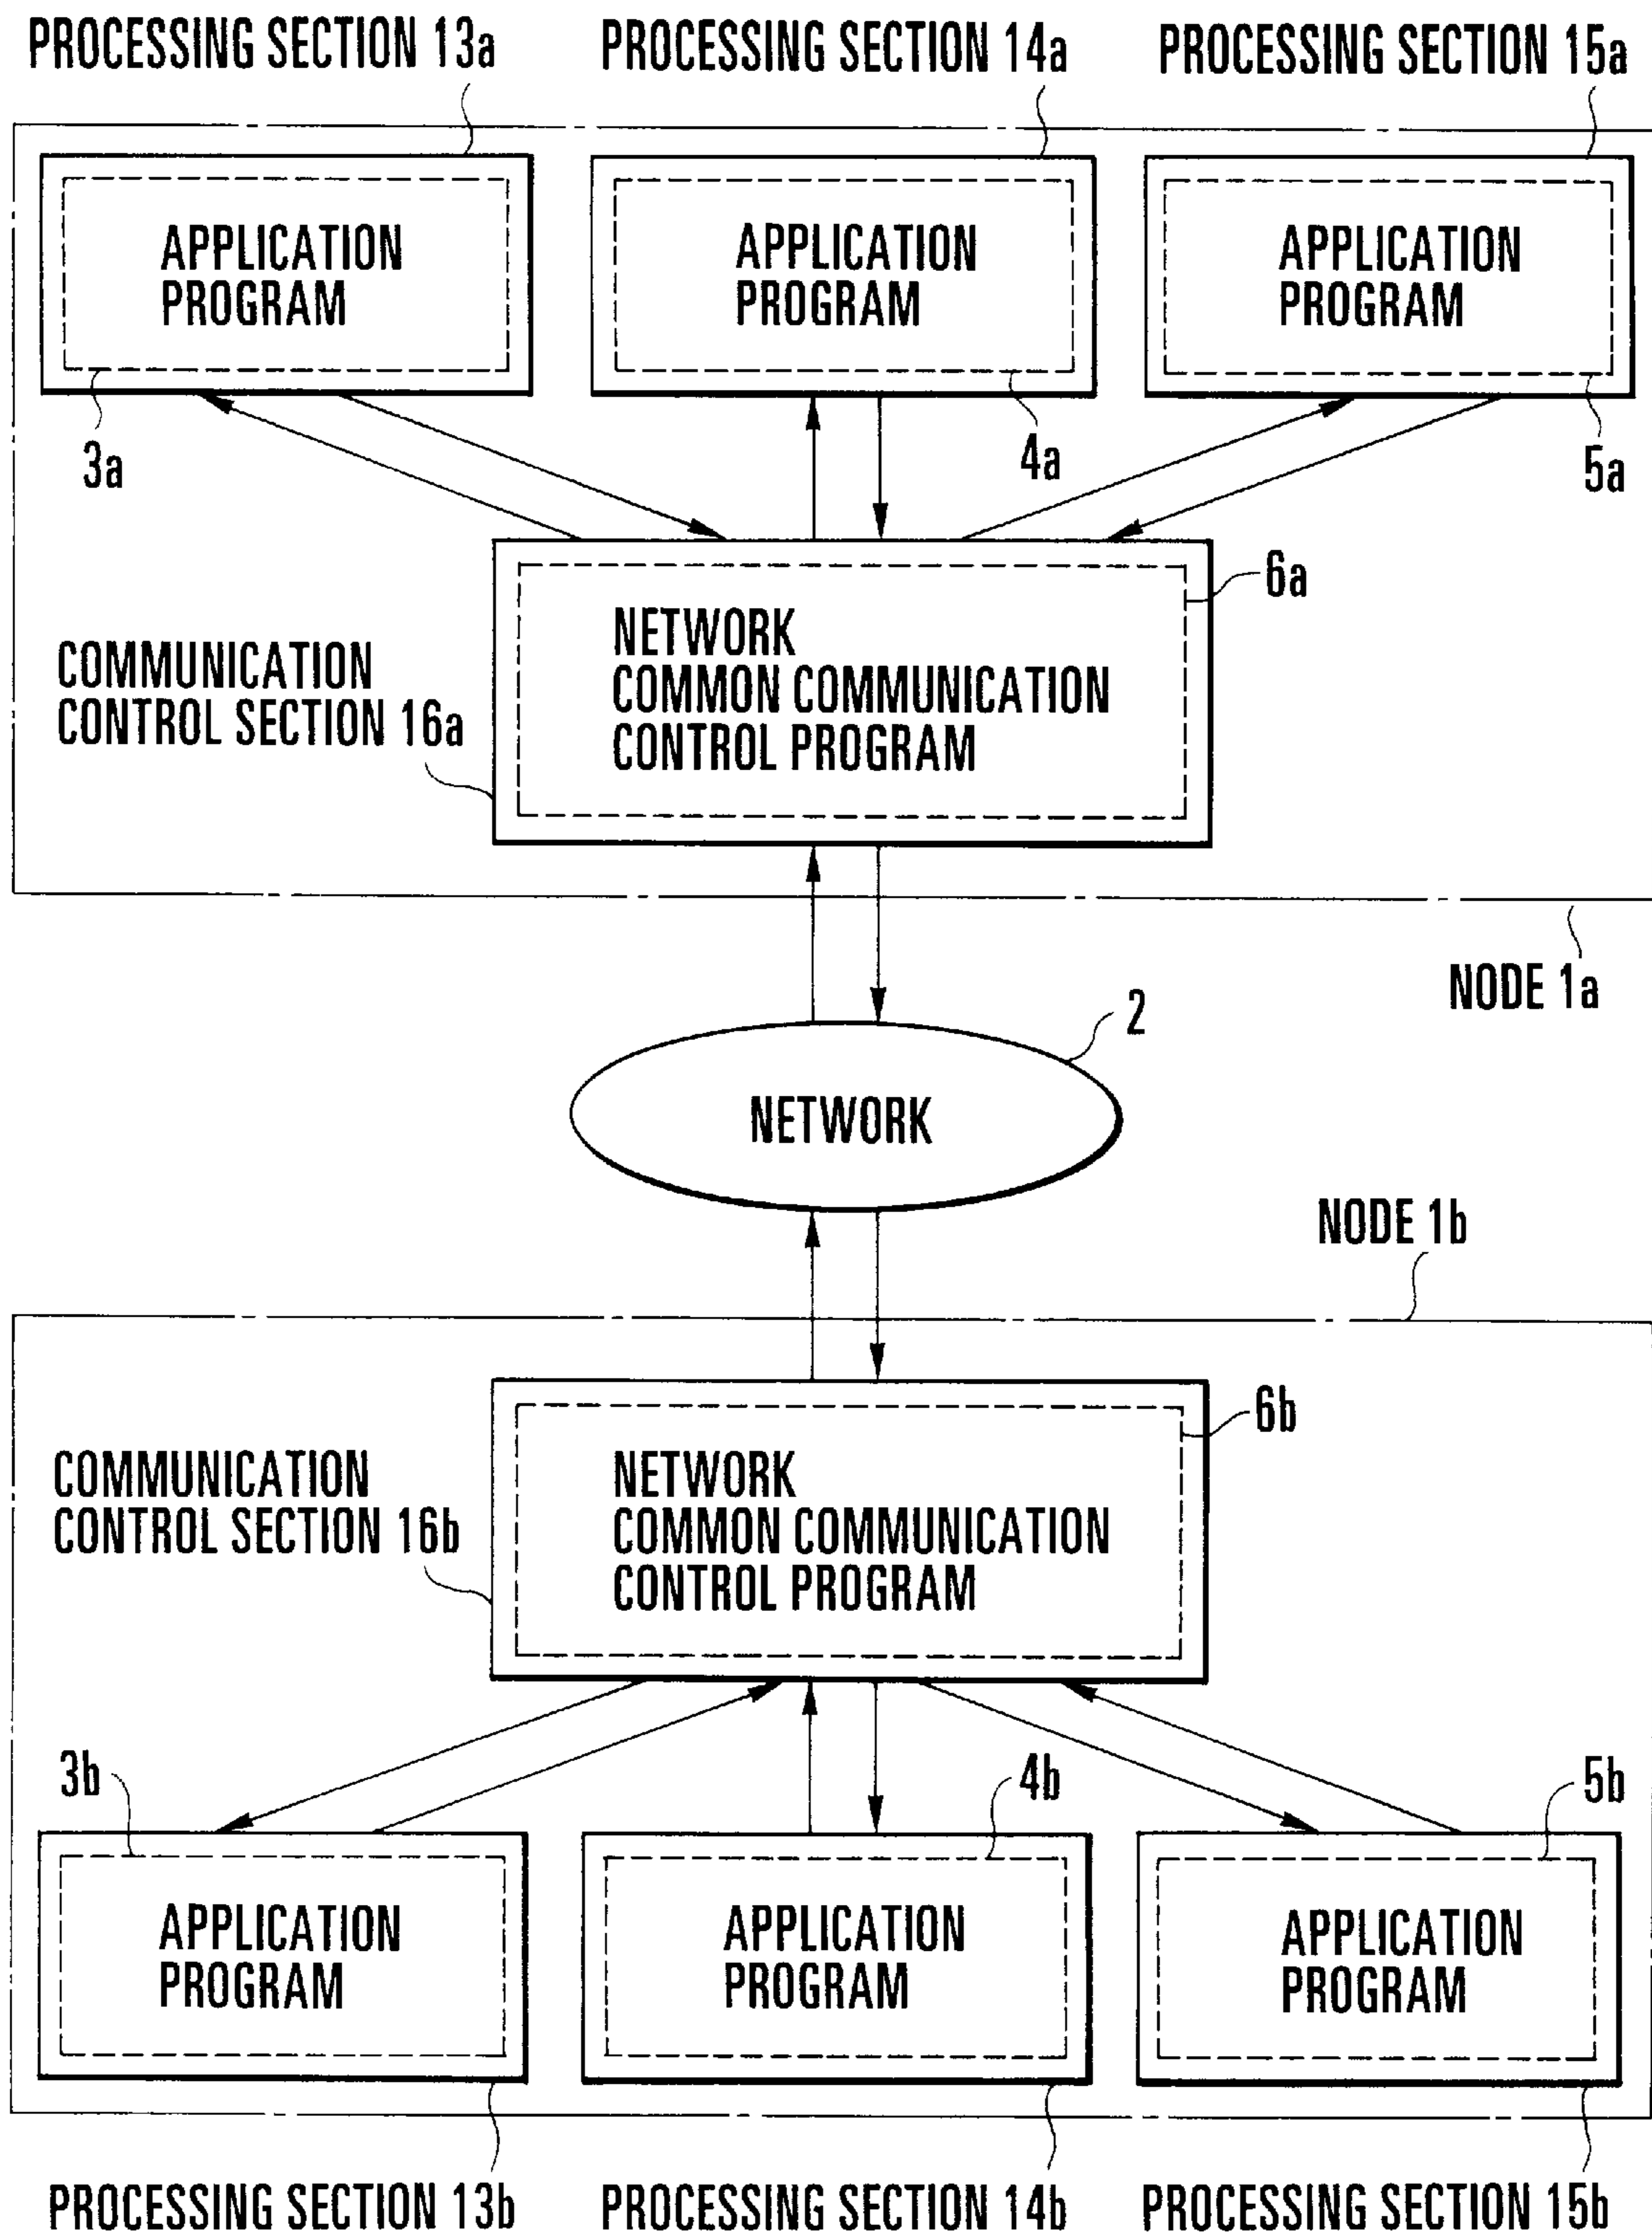 PROCESSING SECTION 13a
PROCESSING SECTION 14a
PROCESSING SECTION 15a
APPLICATION
PROGRAM
APPLICATION
PROGRAM
APPLICATION
PROGRAM
3a
4a
5a
6a
NETWORK
COMMON COMMUNICATION
CONTROL PROGRAM
COMMUNICATION
CONTROL SECTION 16a
NODE 1a
2
NETWORK
NODE 1b
6b
COMMUNICATION
CONTROL SECTION 16b
NETWORK
COMMON COMMUNICATION
CONTROL PROGRAM
3b
4b
5b
APPLICATION
PROGRAM
APPLICATION
PROGRAM
APPLICATION
PROGRAM
PROCESSING SECTION 13b
PROCESSING SECTION 14b
PROCESSING SECTION 15b